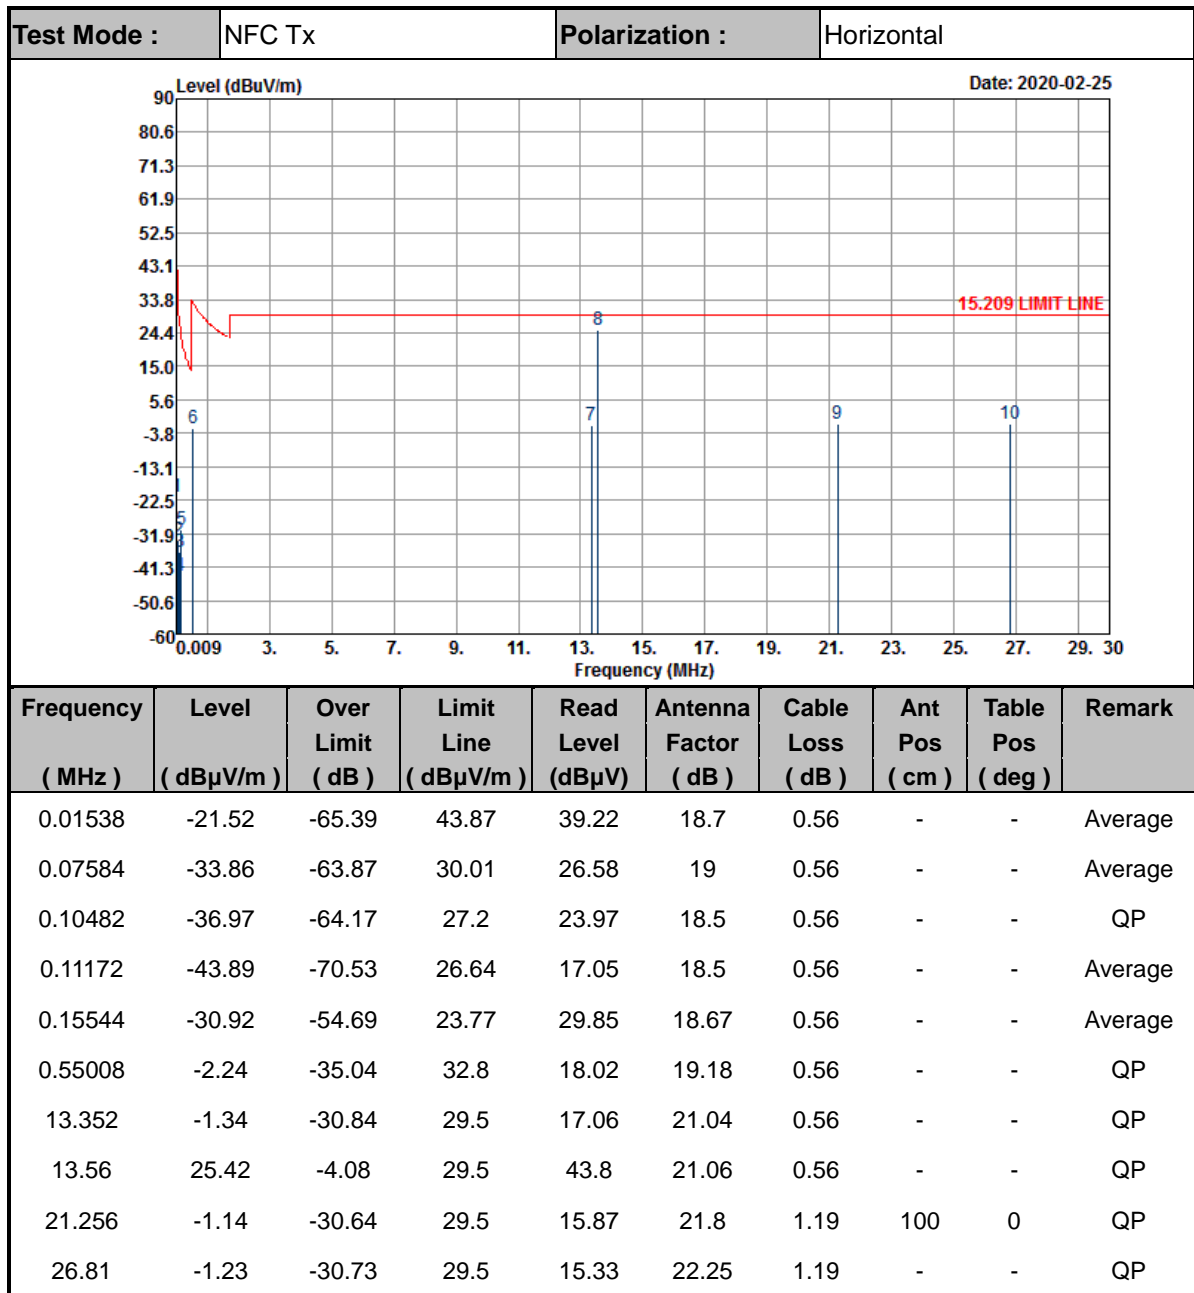 Test Mode : NFC Tx Polarization : Horizontal
Level (dBuV/m) Date: 2020-02-25
90
80.6
71.3
61.9
52.5
43.1
33.8
15.209 LIMIT LINE
8
24.4
15.0
5.6
6 7 9 10
-3.8
-13.1
-22.5
5
-31.9
-41.3
-50.6
-60
0.009 3. 5. 7. 9. 11. 13. 15. 17. 19. 21. 23. 25. 27. 29. 30
Frequency (MHz)
Frequency Level Over Limit Read Antenna Cable Ant Table Remark
Limit Line Level Factor Loss Pos Pos
( MHz ) ( dBµV/m ) ( dB ) ( dBµV/m ) (dBµV) ( dB ) ( dB ) ( cm ) ( deg )
0.01538 -21.52 -65.39 43.87 39.22 18.7 0.56 - - Average
0.07584 -33.86 -63.87 30.01 26.58 19 0.56 - - Average
0.10482 -36.97 -64.17 27.2 23.97 18.5 0.56 - - QP
0.11172 -43.89 -70.53 26.64 17.05 18.5 0.56 - - Average
0.15544 -30.92 -54.69 23.77 29.85 18.67 0.56 - - Average
0.55008 -2.24 -35.04 32.8 18.02 19.18 0.56 - - QP
13.352 -1.34 -30.84 29.5 17.06 21.04 0.56 - - QP
13.56 25.42 -4.08 29.5 43.8 21.06 0.56 - - QP
21.256 -1.14 -30.64 29.5 15.87 21.8 1.19 100 0 QP
26.81 -1.23 -30.73 29.5 15.33 22.25 1.19 - - QP